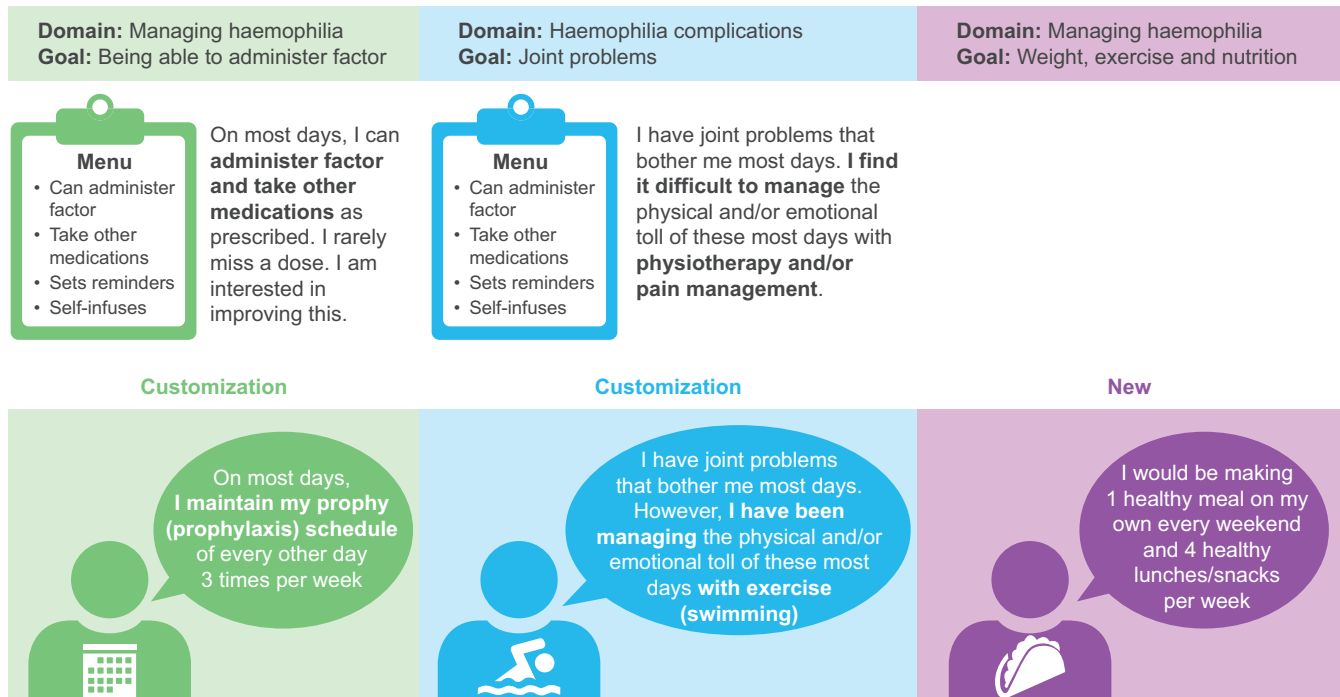 Domain: Managing haemophilia
Goal: Being able to administer factor
Domain: Haemophilia complications
Goal: Joint problems
Domain: Managing haemophilia
Goal: Weight, exercise and nutrition
Menu
• Can administer
factor
• Take other
medications
• Sets reminders
• Self-infuses
On most days, I can
administer factor
and take other
medications as
prescribed. I rarely
miss a dose. I am
interested in
improving this.
Menu
• Can administer
factor
• Take other
medications
• Sets reminders
• Self-infuses
I have joint problems that
bother me most days. I find
it difficult to manage the
physical and/or emotional
toll of these most days with
physiotherapy and/or
pain management.
Customization
Customization
New
On most days,
I maintain my prophy
(prophylaxis) schedule
of every other day
3 times per week
I have joint problems
that bother me most days.
However, I have been
managing the physical and/or
emotional toll of these most
days with exercise
(swimming)
I would be making
1 healthy meal on my
own every weekend
and 4 healthy
lunches/snacks
per week